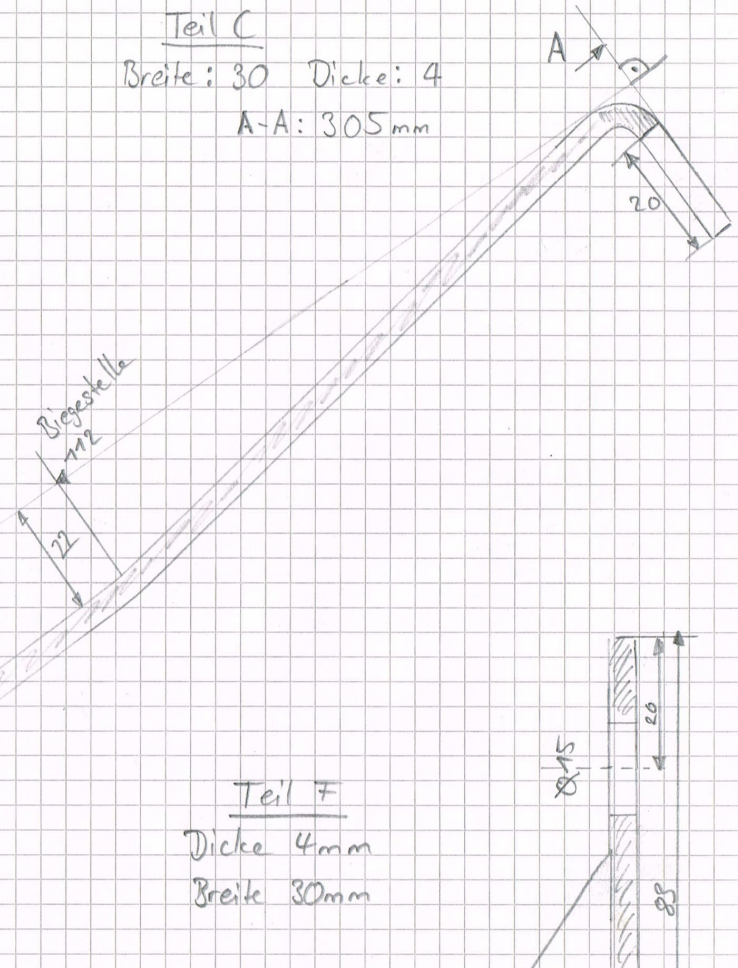 Teil C
Breite: 30 Dicke: 4
A-A: 305mm
A
20
Biegestelle
112
22
20
Ø15
Teil F
Dicke 4mm
Breite 30mm